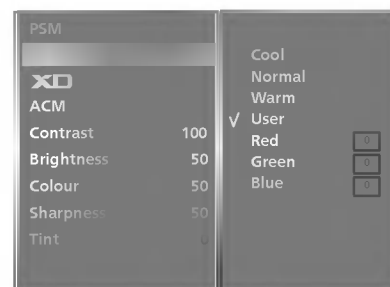 PSM
XD
ACM
Contrast 100
Brightness 50
Colour 50
Sharpness 50
Tint 0
Cool
Normal
Warm
√ User
Red 0
Green 0
Blue 0